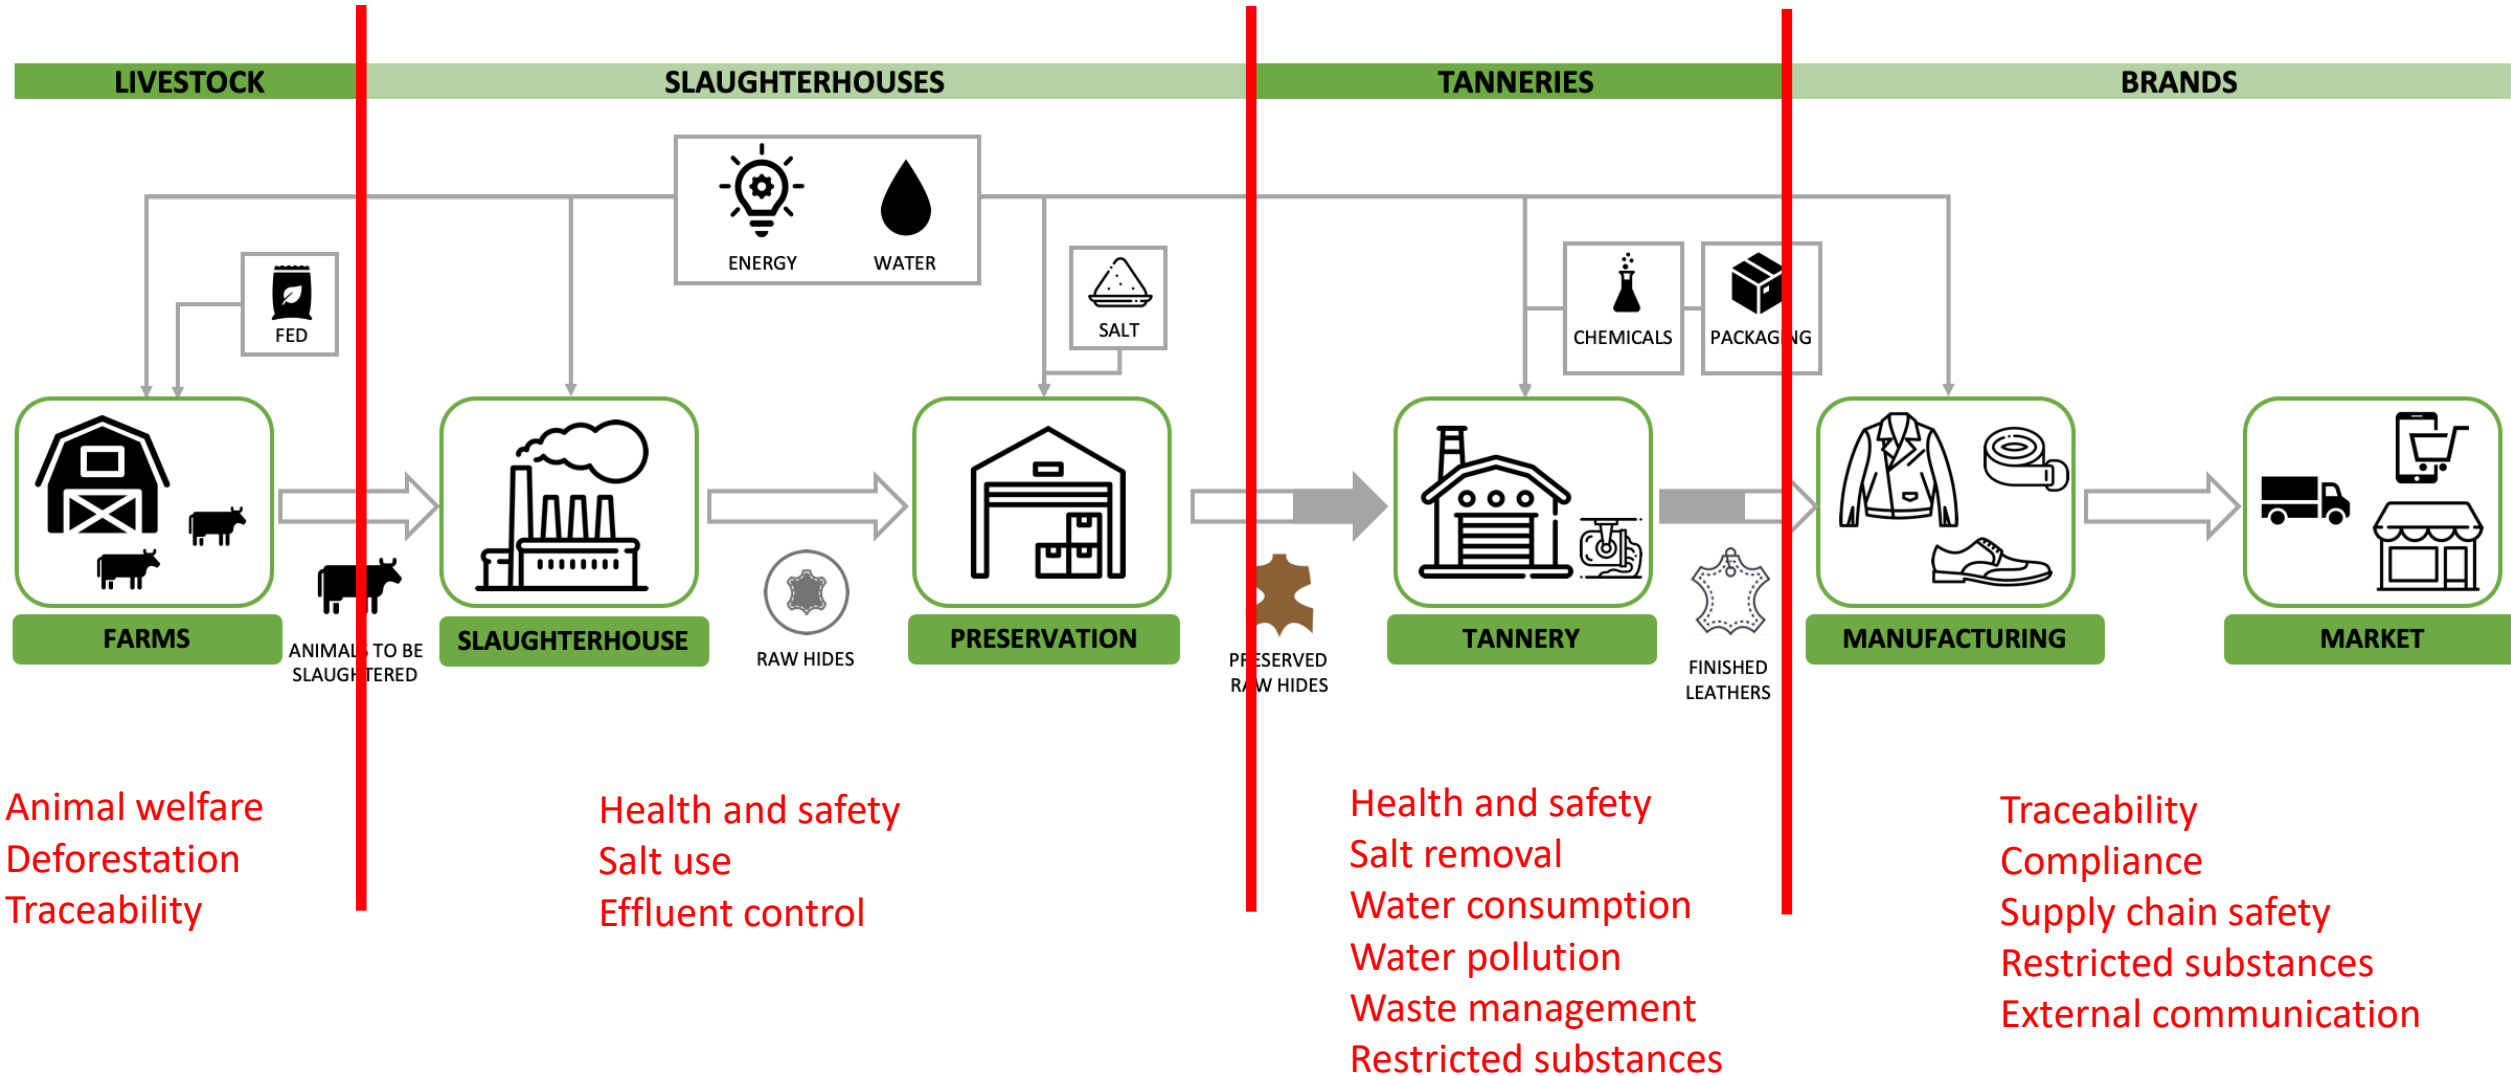 LIVESTOCK
SLAUGHTERHOUSES
TANNERIES
BRANDS
ENERGY
WATER
FED
SALT
CHEMICALS
PACKAGING
FARMS
ANIMALS TO BE
SLAUGHTERED
SLAUGHTERHOUSE
RAW HIDES
PRESERVATION
PRESERVED
RAW HIDES
TANNERY
FINISHED
LEATHERS
MANUFACTURING
MARKET
Animal welfare
Deforestation
Traceability
Health and safety
Salt use
Effluent control
Health and safety
Salt removal
Water consumption
Water pollution
Waste management
Restricted substances
Traceability
Compliance
Supply chain safety
Restricted substances
External communication